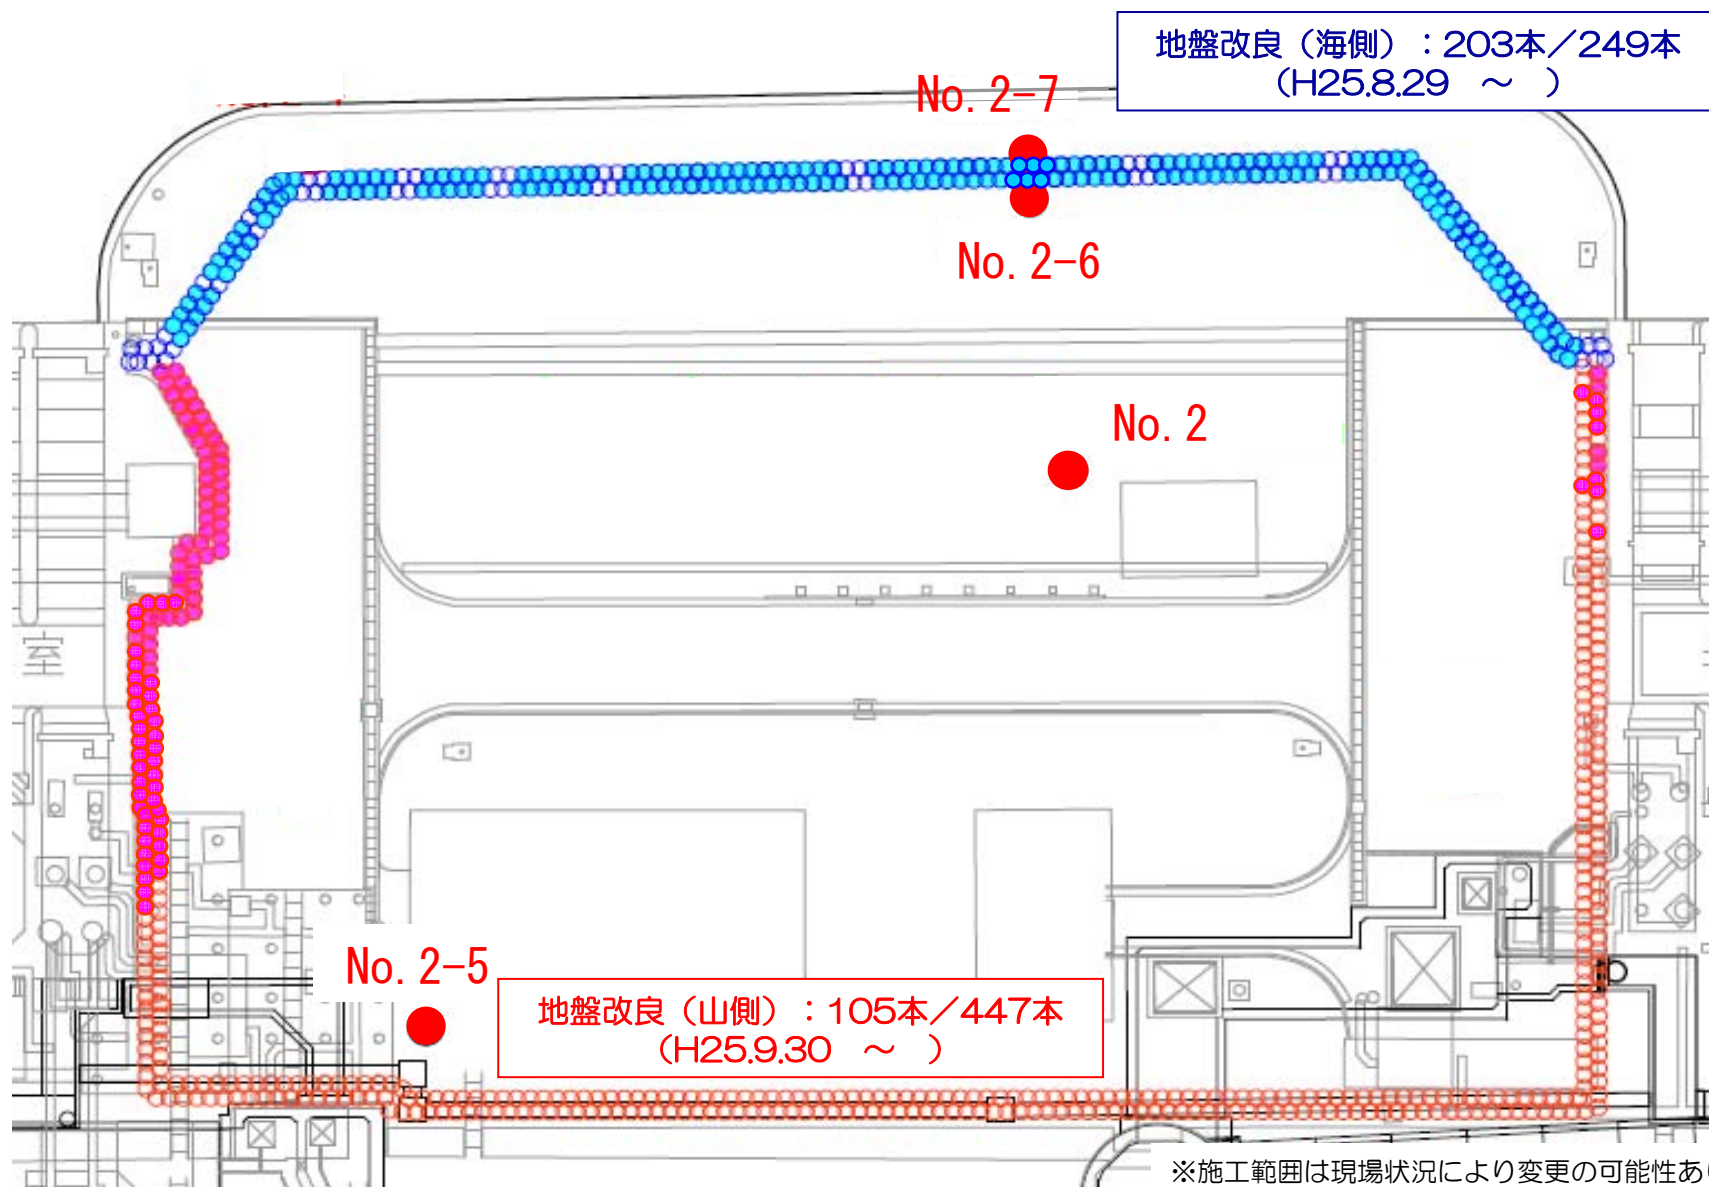 地盤改良（海側）：203本／249本
（H25.8.29　～　）
No. 2-7
No. 2-6
No. 2
室
No. 2-5
地盤改良（山側）：105本／447本
（H25.9.30　～　）
※施工範囲は現場状況により変更の可能性あ